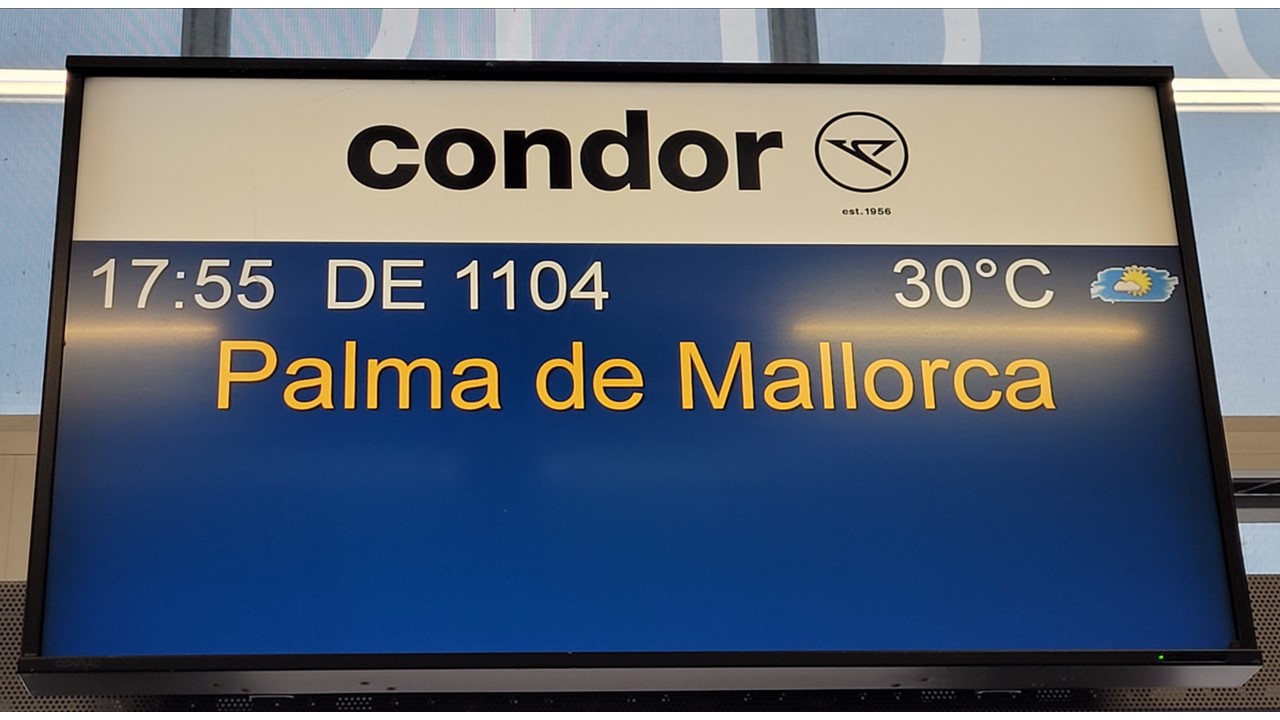 condor
est. 1956
17:55 DE 1104 30°C
Palma de Mallorca